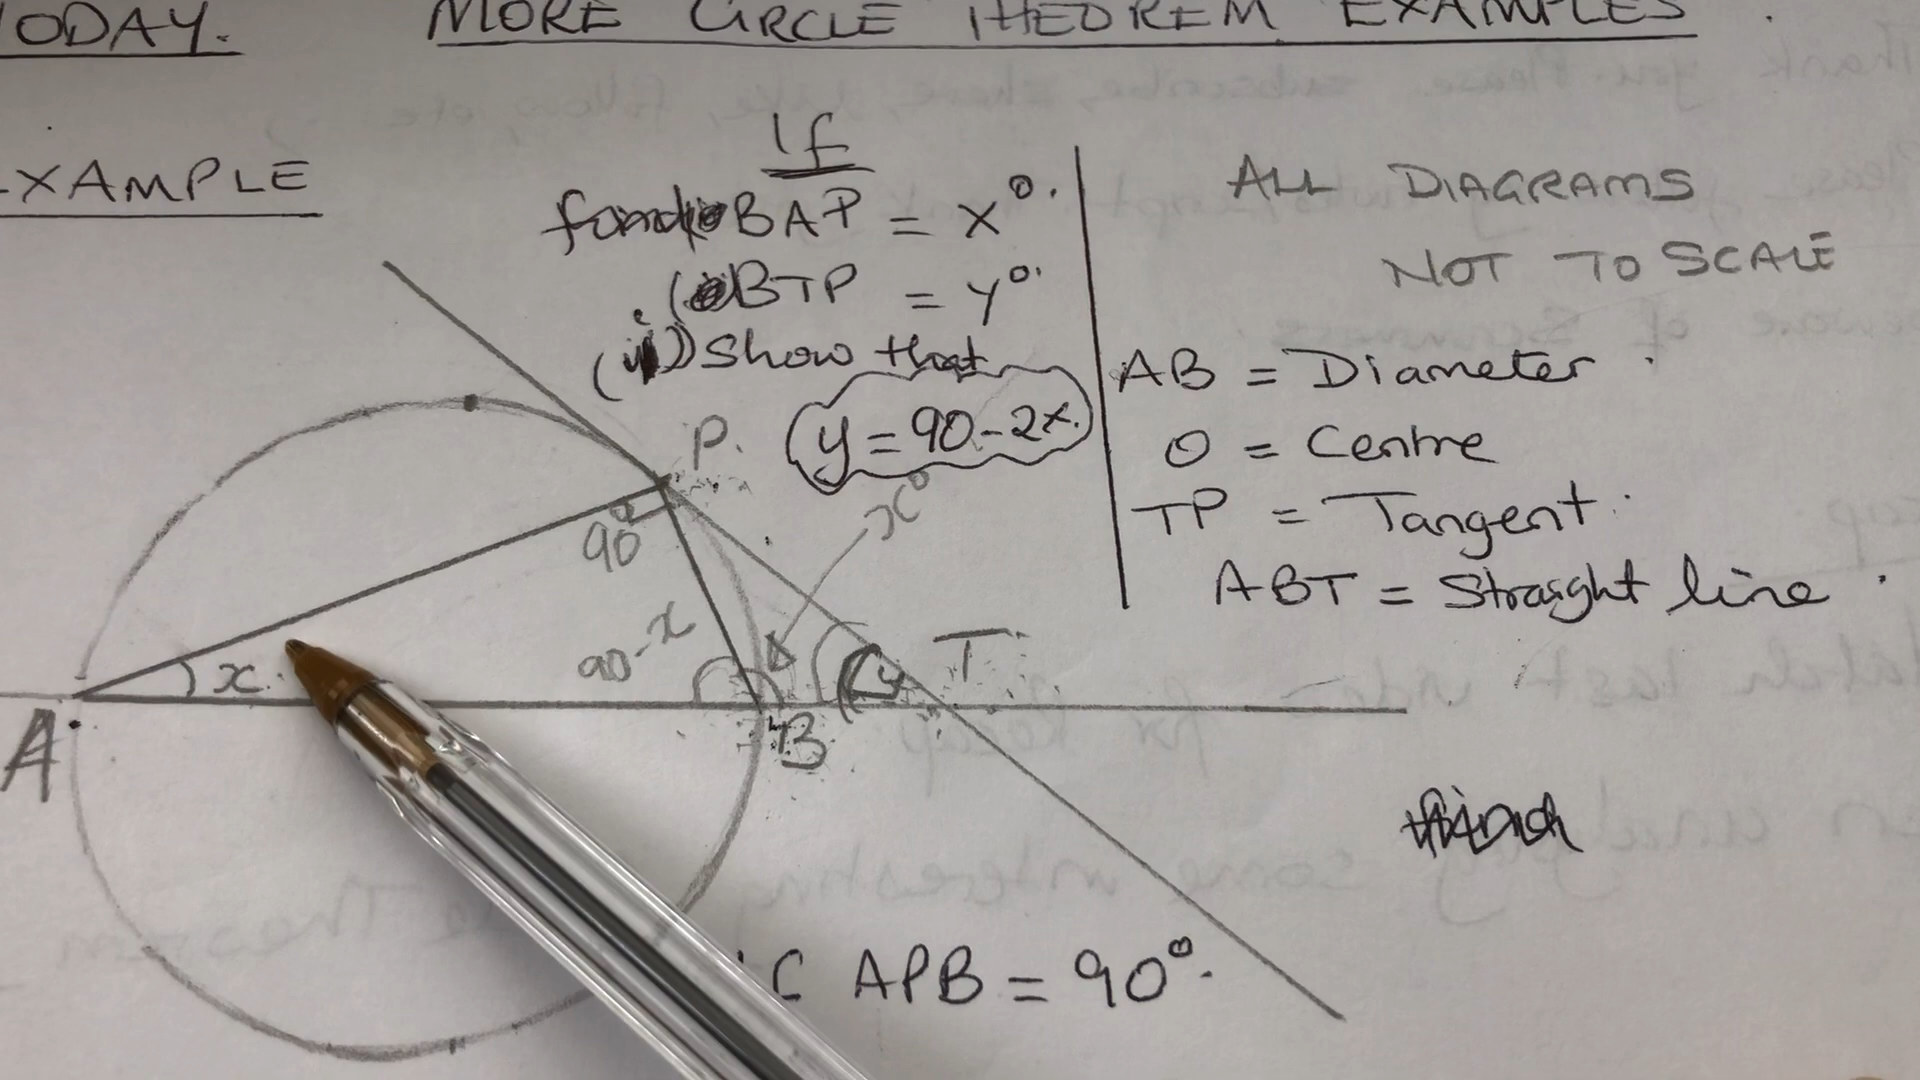 TODAY. MORE CIRCLE THEOREM EXAMPLES.
EXAMPLE
If
BAP = x°.
BTP = y°.
Show that
y = 90 - 2x.
ALL DIAGRAMS
NOT TO SCALE
AB = Diameter.
O = Centre
TP = Tangent.
ABT = Straight line.
P.
90°
x°
90-x
x.
y
T
A
B
APB = 90°.